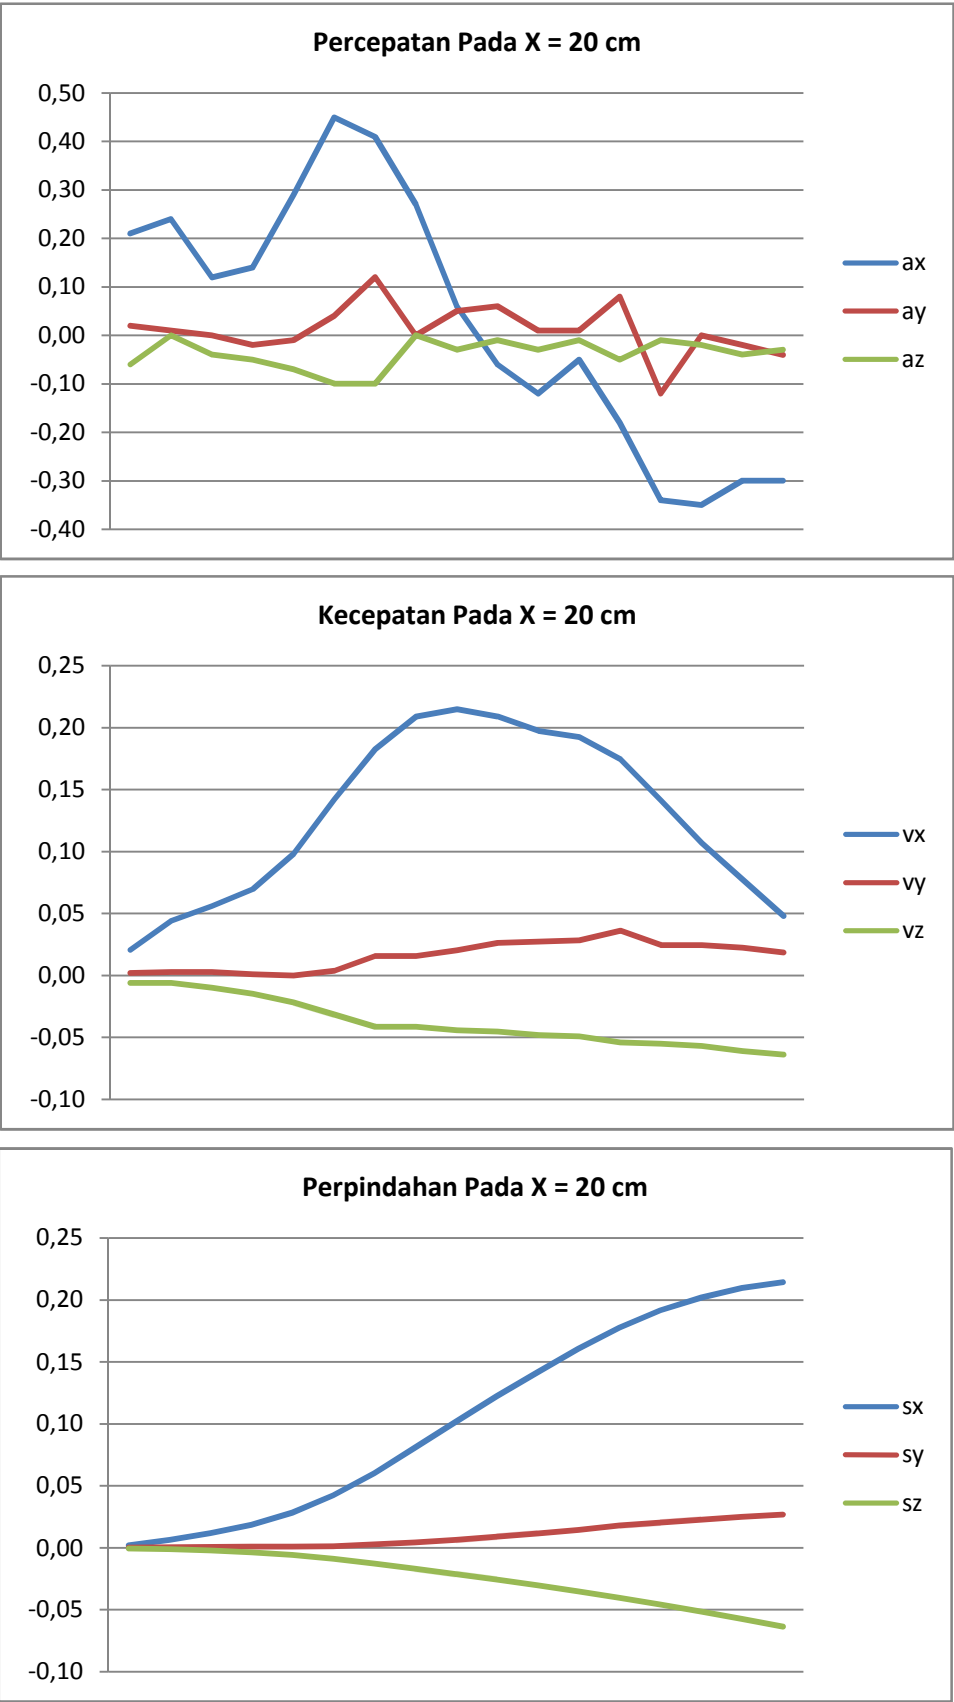 Percepatan Pada X = 20 cm
0,50
0,40
0,30
0,20
0,10
0,00
-0,10
-0,20
-0,30
-0,40
ax
ay
az
Kecepatan Pada X = 20 cm
0,25
0,20
0,15
0,10
0,05
0,00
-0,05
-0,10
vx
vy
vz
Perpindahan Pada X = 20 cm
0,25
0,20
0,15
0,10
0,05
0,00
-0,05
-0,10
sx
sy
sz